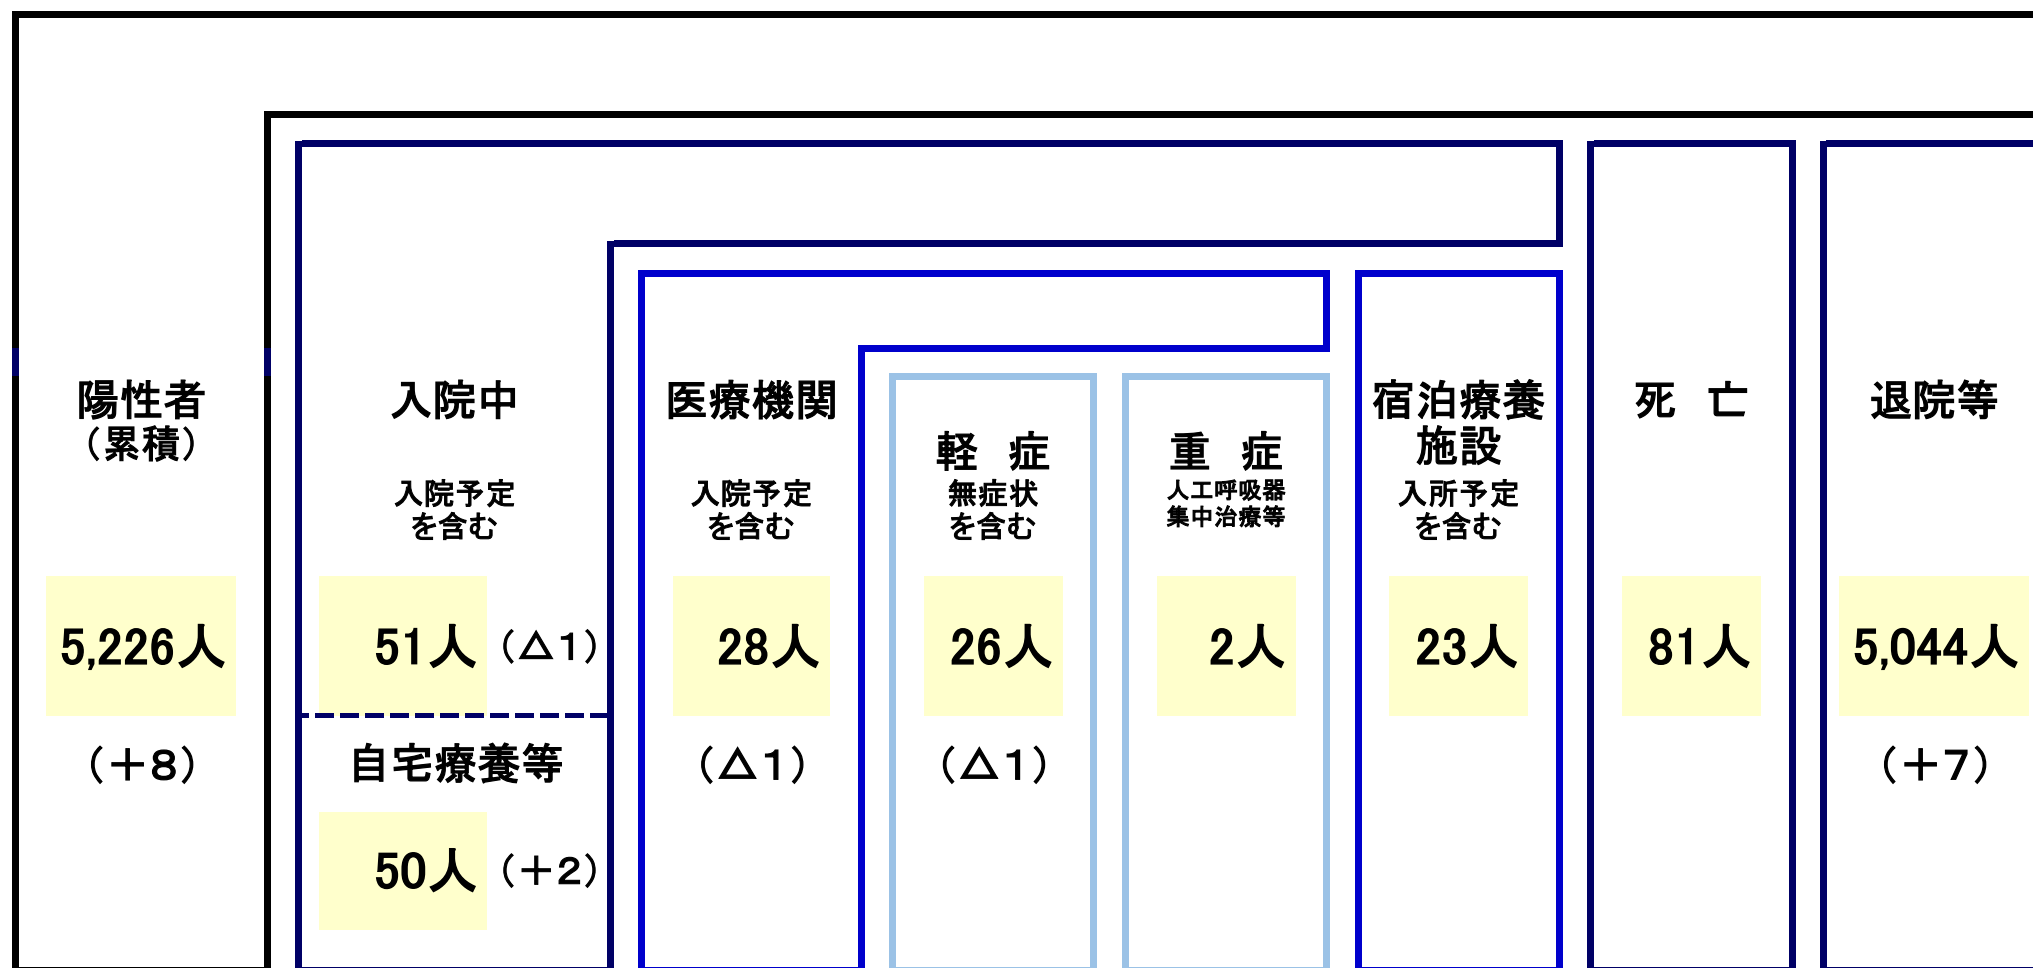 陽性者
（累積）
5,226人
（＋8）
入院中
入院予定
を含む
51人 （△1）
自宅療養等
50人 （＋2）
医療機関
入院予定
を含む
28人
（△1）
軽　症
無症状
を含む
26人
（△1）
重　症
人工呼吸器
集中治療等
2人
宿泊療養
施設
入所予定
を含む
23人
死　亡
81人
退院等
5,044人
（＋7）